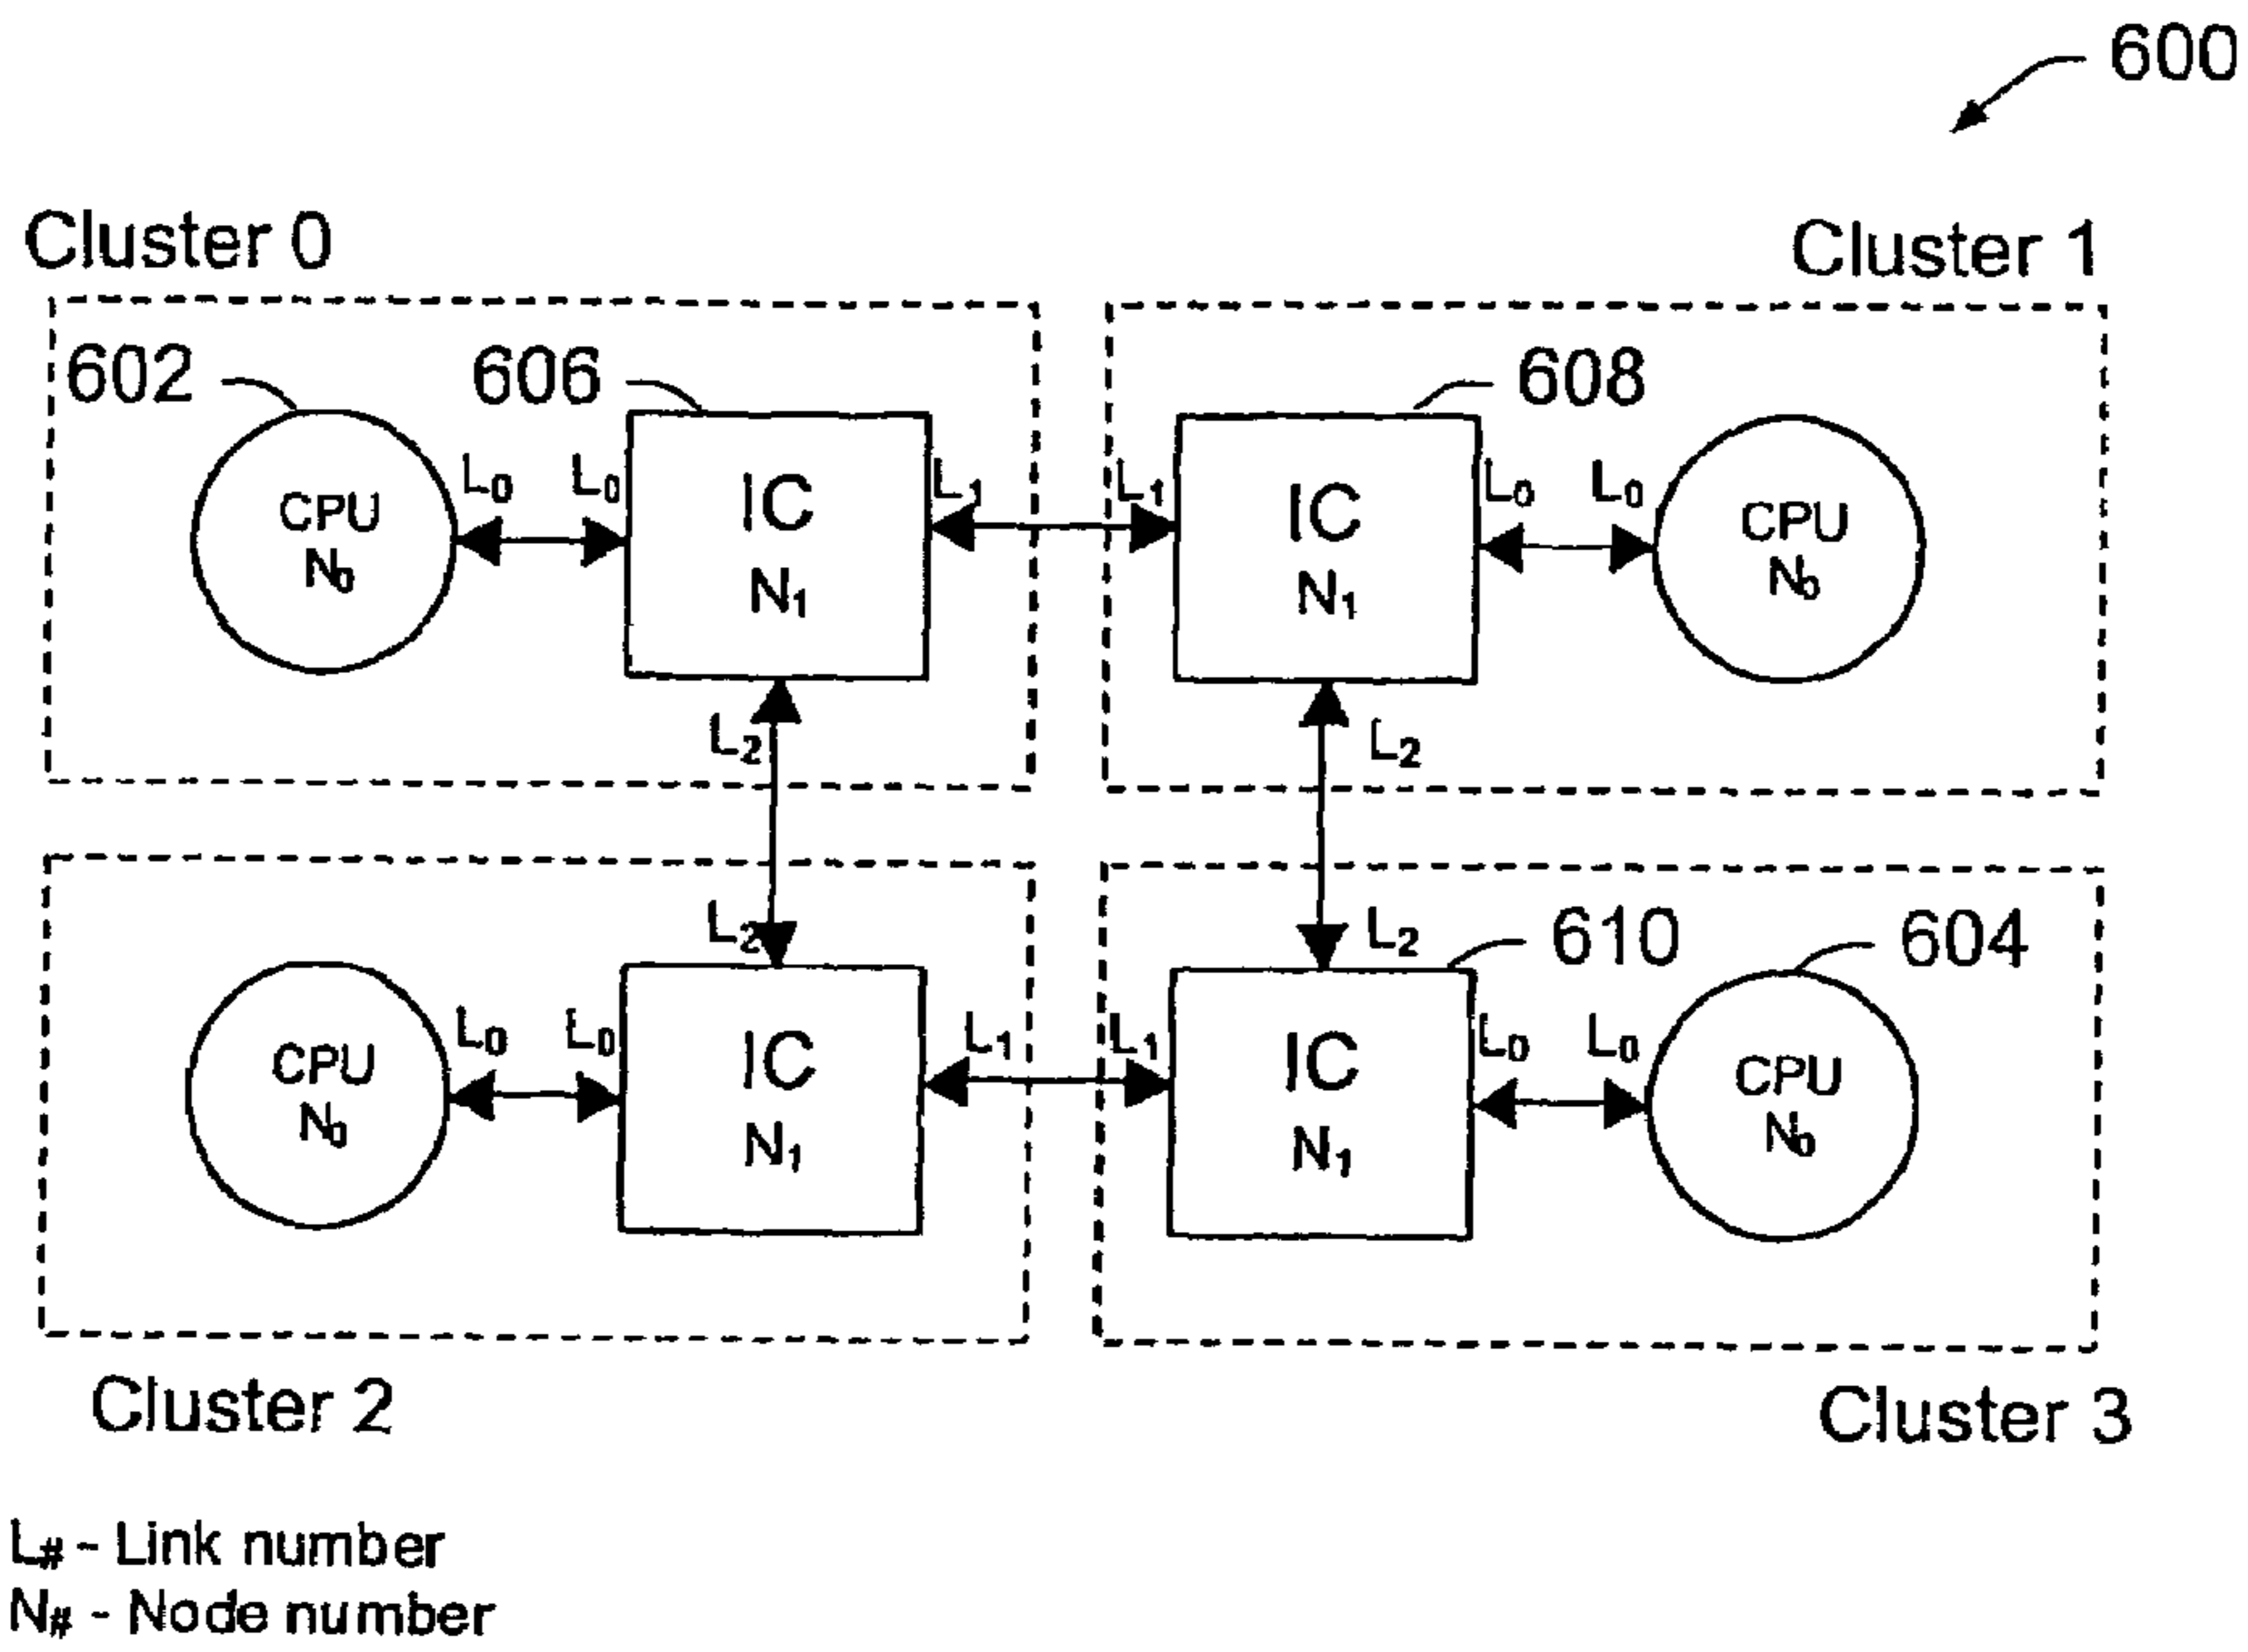 600
Cluster 0
Cluster 1
602
606
608
L₀ L₀ L₁ L₁ L₀ L₀
CPU
N₀
IC
N₁
IC
N₁
CPU
N₀
L₂
L₂
L₂
L₂
610
604
L₀ L₀ L₁ L₁ L₀ L₀
CPU
N₀
IC
N₁
IC
N₁
CPU
N₀
Cluster 2
Cluster 3
L# - Link number
N# - Node number